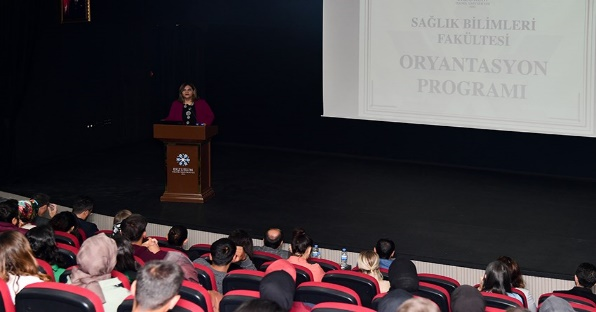 SAĞLIK BİLİMLERİ
FAKÜLTESİ
ORYANTASYON
PROGRAMI